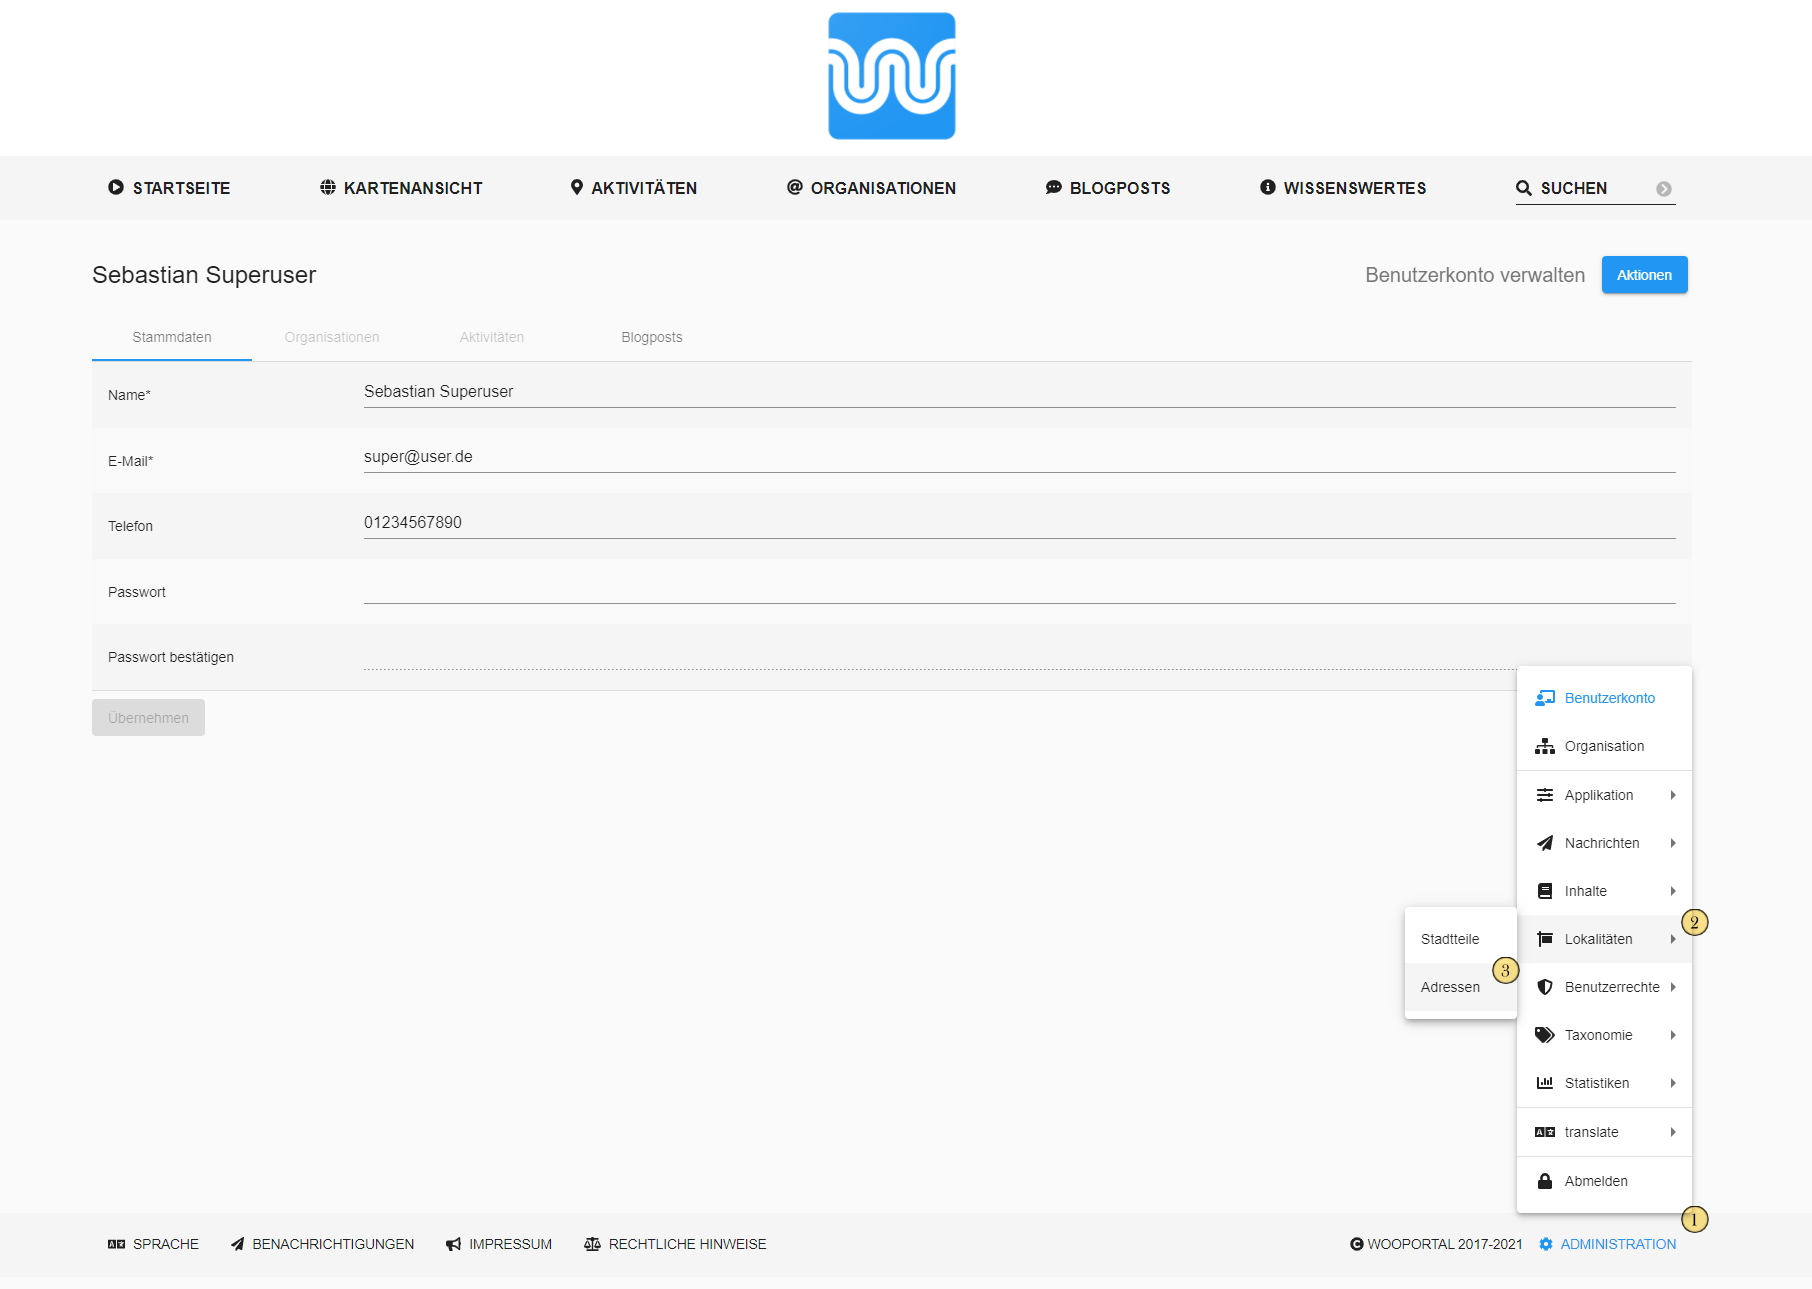 STARTSEITE KARTENANSICHT AKTIVITÄTEN ORGANISATIONEN BLOGPOSTS WISSENSWERTES SUCHEN
Sebastian Superuser Benutzerkonto verwalten Aktionen
Stammdaten Organisationen Aktivitäten Blogposts
Name* Sebastian Superuser
E-Mail* super@user.de
Telefon 01234567890
Passwort
Passwort bestätigen
Übernehmen
Benutzerkonto
Organisation
Applikation
Nachrichten
Inhalte
2
Stadtteile Lokalitäten
3
Adressen Benutzerrechte
Taxonomie
Statistiken
translate
Abmelden
1
SPRACHE BENACHRICHTIGUNGEN IMPRESSUM RECHTLICHE HINWEISE WOOPORTAL 2017-2021 ADMINISTRATION